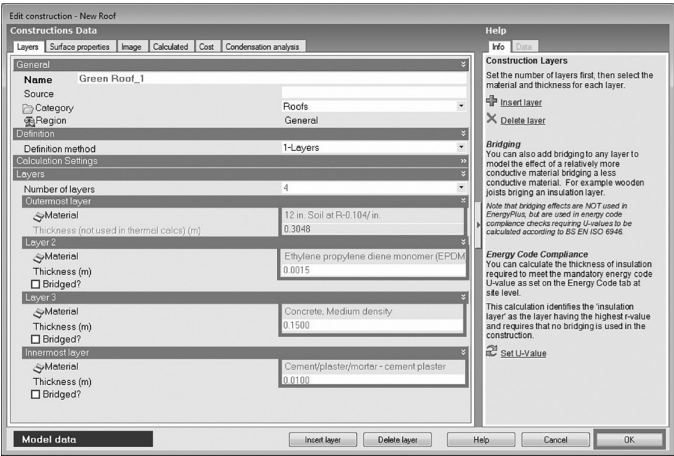 Edit construction - New Roof
Constructions Data
Layers Surface properties Image Calculated Cost Condensation analysis
General
Name Green Roof_1
Source
Category Roofs
Region General
Definition
Definition method 1-Layers
Calculation Settings
Layers
Number of layers 4
Outermost layer
Material 12 in. Soil at R-0.104/ in.
Thickness (not used in thermal calcs) (m) 0.3048
Layer 2
Material Ethylene propylene diene monomer (EPDM
Thickness (m) 0.0015
Bridged?
Layer 3
Material Concrete, Medium density
Thickness (m) 0.1500
Bridged?
Innermost layer
Material Cement/plaster/mortar - cement plaster
Thickness (m) 0.0100
Bridged?
Model data
Insert layer Delete layer Help Cancel OK
Help
Info Data
Construction Layers
Set the number of layers first, then select the
material and thickness for each layer.
Insert layer
Delete layer
Bridging
You can also add bridging to any layer to
model the effect of a relatively more
conductive material bridging a less
conductive material. For example wooden
joists briging an insulation layer.
Note that bridging effects are NOT used in
EnergyPlus, but are used in energy code
compliance checks requiring U-values to be
calculated according to BS EN ISO 6946.
Energy Code Compliance
You can calculate the thickness of insulation
required to meet the mandatory energy code
U-value as set on the Energy Code tab at
site level.
This calculation identifies the 'insulation
layer' as the layer having the highest r-value
and requires that no bridging is used in the
construction.
Set U-Value